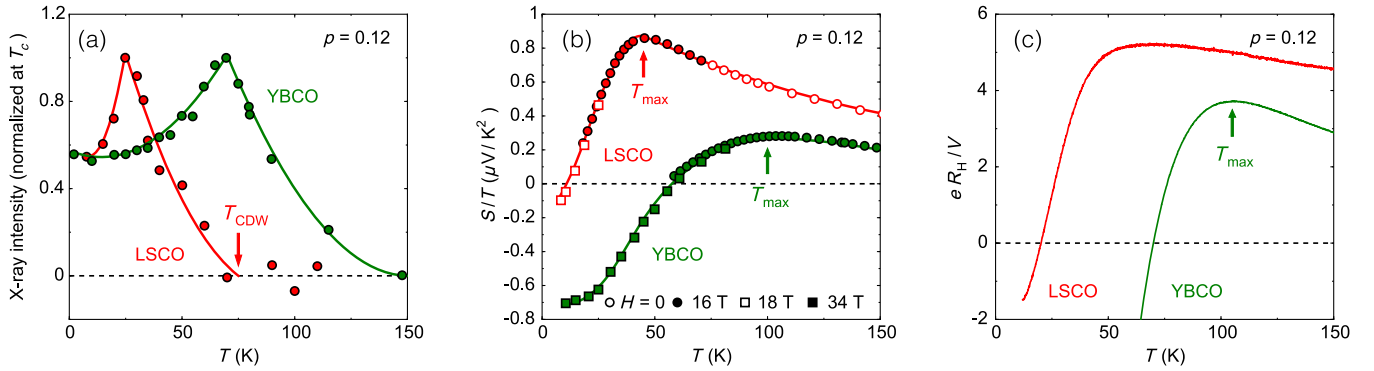 X-ray intensity (normalized at Tc)
1.2
0.8
0.4
0
(a)
p = 0.12
YBCO
TCDW
LSCO
0
50
100
150
T (K)
S / T (μV / K²)
1
0.8
0.6
0.4
0.2
0
-0.2
-0.4
-0.6
-0.8
(b)
p = 0.12
Tmax
LSCO
Tmax
YBCO
H = 0 16 T 18 T 34 T
0
50
100
150
T (K)
e RH / V
6
4
2
0
-2
(c)
p = 0.12
Tmax
LSCO
YBCO
0
50
100
150
T (K)